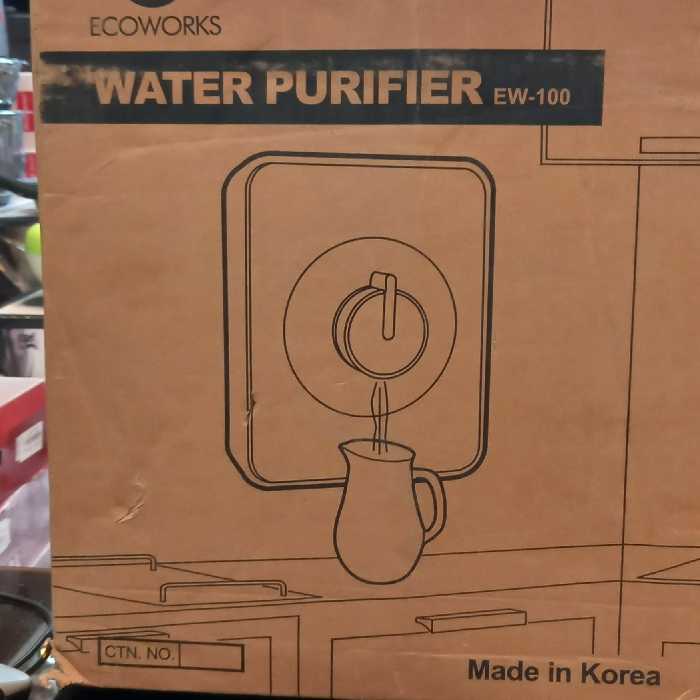 ECOWORKS
WATER PURIFIER EW-100
CTN. NO.
Made in Korea